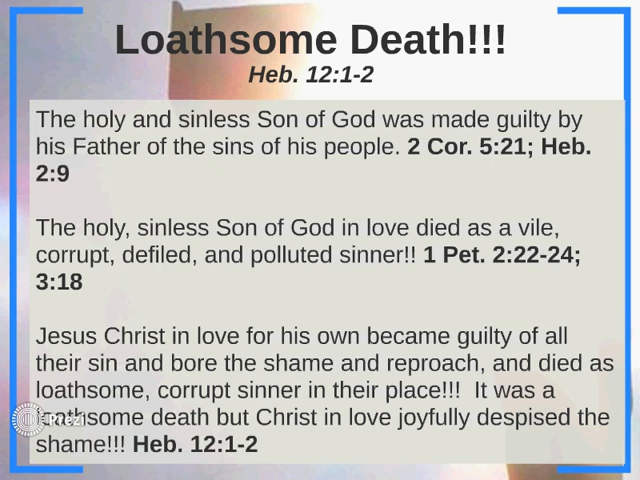 Loathsome Death!!!
Heb. 12:1-2
The holy and sinless Son of God was made guilty by
his Father of the sins of his people. 2 Cor. 5:21; Heb.
2:9
The holy, sinless Son of God in love died as a vile,
corrupt, defiled, and polluted sinner!! 1 Pet. 2:22-24;
3:18
Jesus Christ in love for his own became guilty of all
their sin and bore the shame and reproach, and died as
loathsome, corrupt sinner in their place!!! It was a
loathsome death but Christ in love joyfully despised the
shame!!! Heb. 12:1-2
Prezi